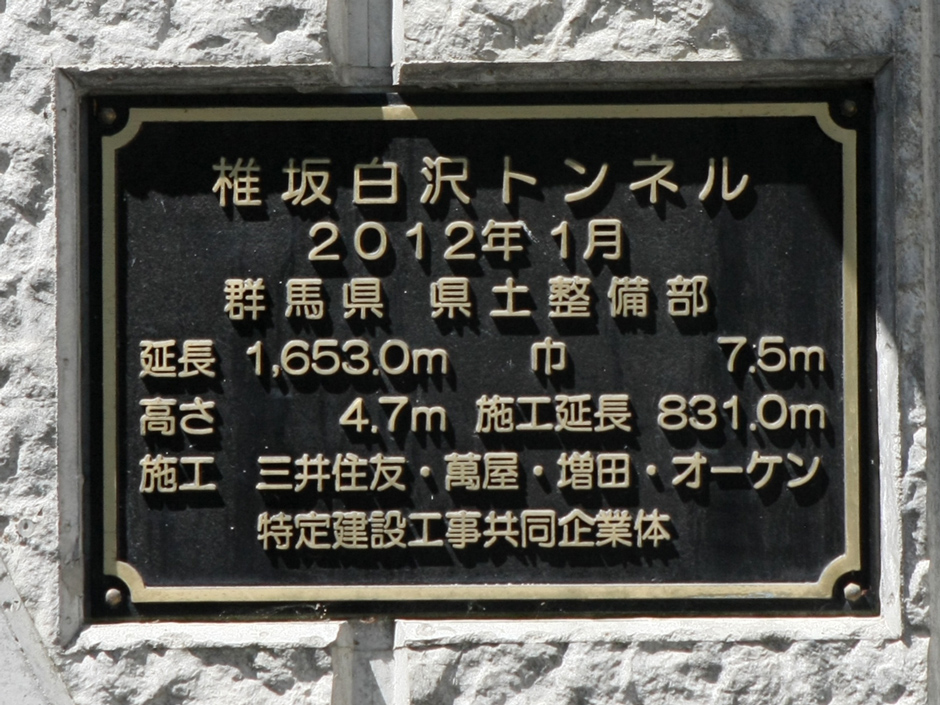 椎坂白沢トンネル
2012年1月
群馬県 県土整備部
延長 1,653.0m 巾 7.5m
高さ 4.7m 施工延長 831.0m
施工 三井住友・萬屋・増田・オーケン
特定建設工事共同企業体